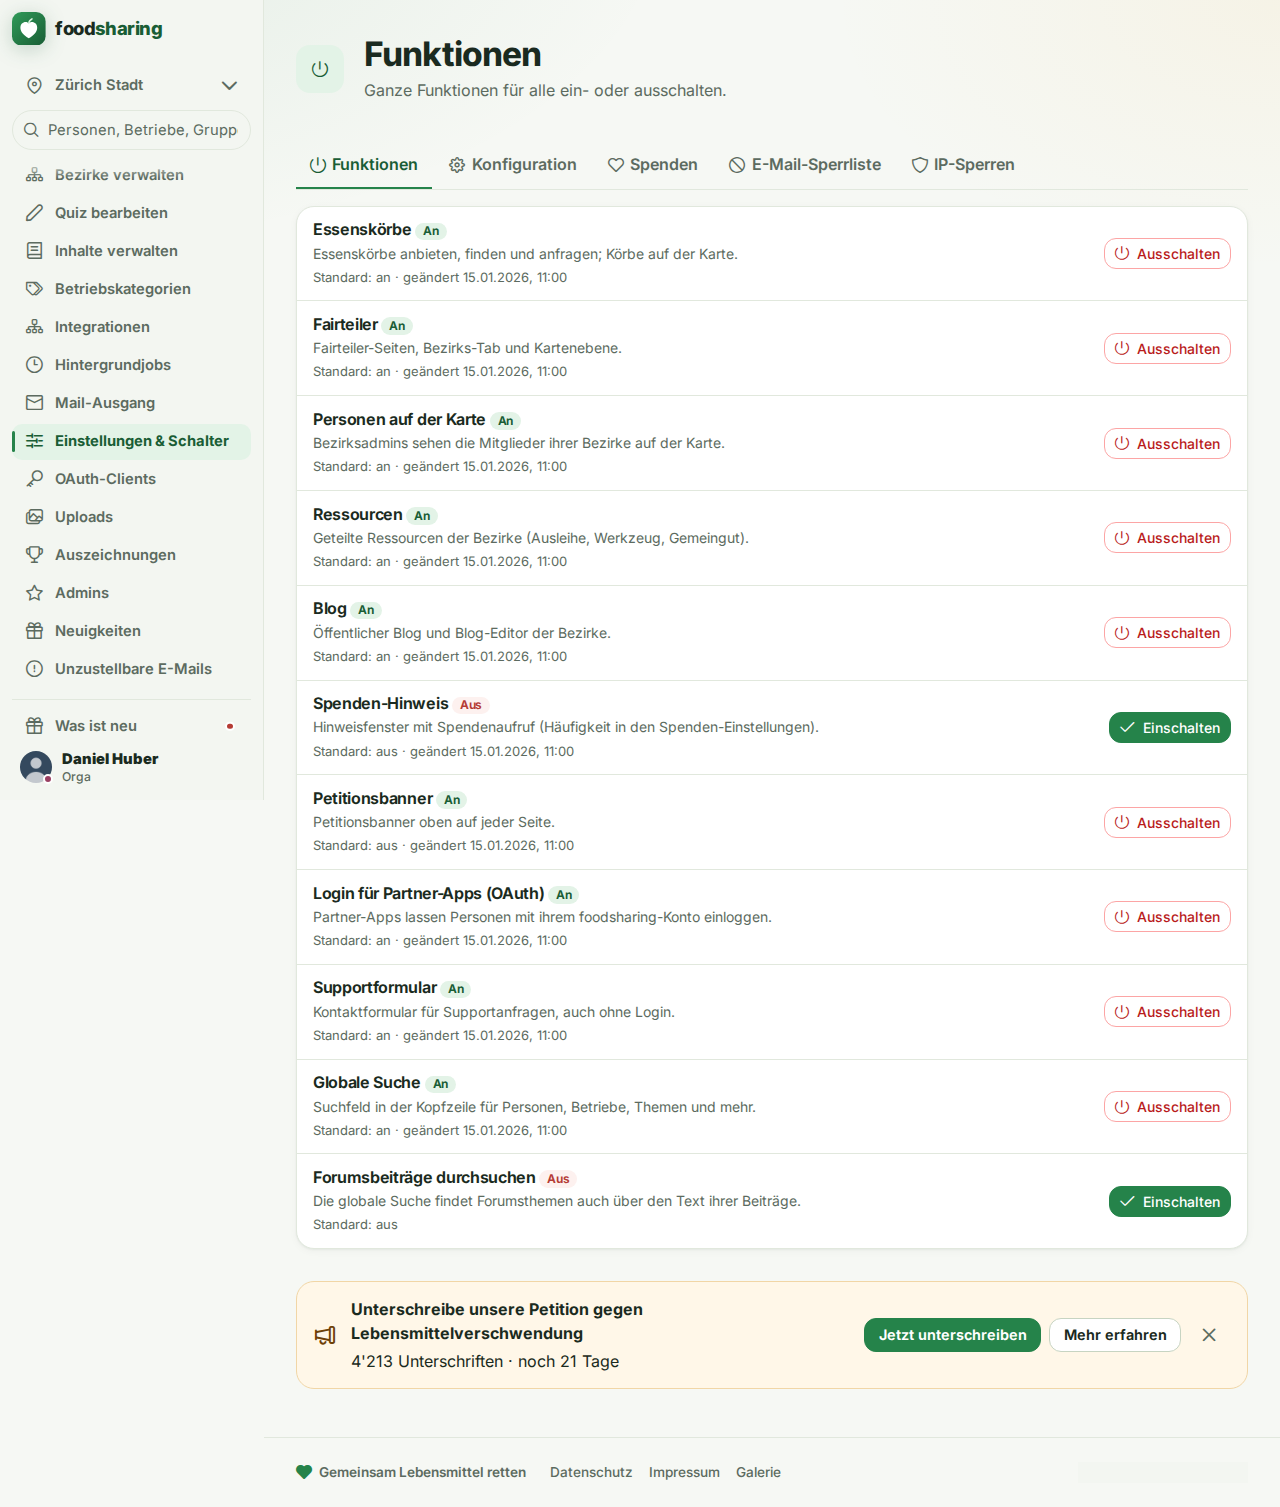 foodsharing
Zürich Stadt
Personen, Betriebe, Grupp
Bezirke verwalten
Quiz bearbeiten
Inhalte verwalten
Betriebskategorien
Integrationen
Hintergrundjobs
Mail-Ausgang
Einstellungen & Schalter
OAuth-Clients
Uploads
Auszeichnungen
Admins
Neuigkeiten
Unzustellbare E-Mails
Was ist neu
Daniel Huber
Orga
Funktionen
Ganze Funktionen für alle ein- oder ausschalten.
Funktionen Konfiguration Spenden E-Mail-Sperrliste IP-Sperren
Essenskörbe An
Essenskörbe anbieten, finden und anfragen; Körbe auf der Karte.
Standard: an · geändert 15.01.2026, 11:00
Ausschalten
Fairteiler An
Fairteiler-Seiten, Bezirks-Tab und Kartenebene.
Standard: an · geändert 15.01.2026, 11:00
Ausschalten
Personen auf der Karte An
Bezirksadmins sehen die Mitglieder ihrer Bezirke auf der Karte.
Standard: an · geändert 15.01.2026, 11:00
Ausschalten
Ressourcen An
Geteilte Ressourcen der Bezirke (Ausleihe, Werkzeug, Gemeingut).
Standard: an · geändert 15.01.2026, 11:00
Ausschalten
Blog An
Öffentlicher Blog und Blog-Editor der Bezirke.
Standard: an · geändert 15.01.2026, 11:00
Ausschalten
Spenden-Hinweis Aus
Hinweisfenster mit Spendenaufruf (Häufigkeit in den Spenden-Einstellungen).
Standard: aus · geändert 15.01.2026, 11:00
Einschalten
Petitionsbanner An
Petitionsbanner oben auf jeder Seite.
Standard: aus · geändert 15.01.2026, 11:00
Ausschalten
Login für Partner-Apps (OAuth) An
Partner-Apps lassen Personen mit ihrem foodsharing-Konto einloggen.
Standard: an · geändert 15.01.2026, 11:00
Ausschalten
Supportformular An
Kontaktformular für Supportanfragen, auch ohne Login.
Standard: an · geändert 15.01.2026, 11:00
Ausschalten
Globale Suche An
Suchfeld in der Kopfzeile für Personen, Betriebe, Themen und mehr.
Standard: an · geändert 15.01.2026, 11:00
Ausschalten
Forumsbeiträge durchsuchen Aus
Die globale Suche findet Forumsthemen auch über den Text ihrer Beiträge.
Standard: aus
Einschalten
Unterschreibe unsere Petition gegen
Lebensmittelverschwendung
4'213 Unterschriften · noch 21 Tage
Jetzt unterschreiben Mehr erfahren
Gemeinsam Lebensmittel retten Datenschutz Impressum Galerie